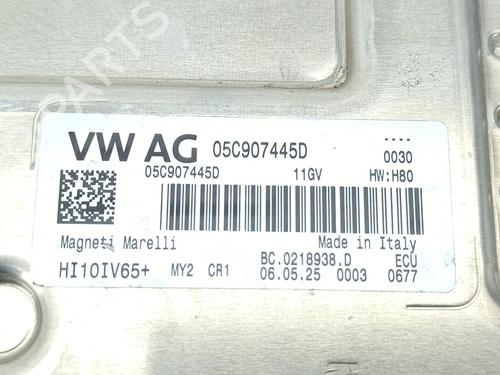 VW AG 05C907445D ----
0030
05C907445D 11GV HW:H80
Magneti Marelli Made in Italy
BC.0218938.D ECU
HI10IV65+ MY2 CR1 06.05.25 0003 0677
PARTS